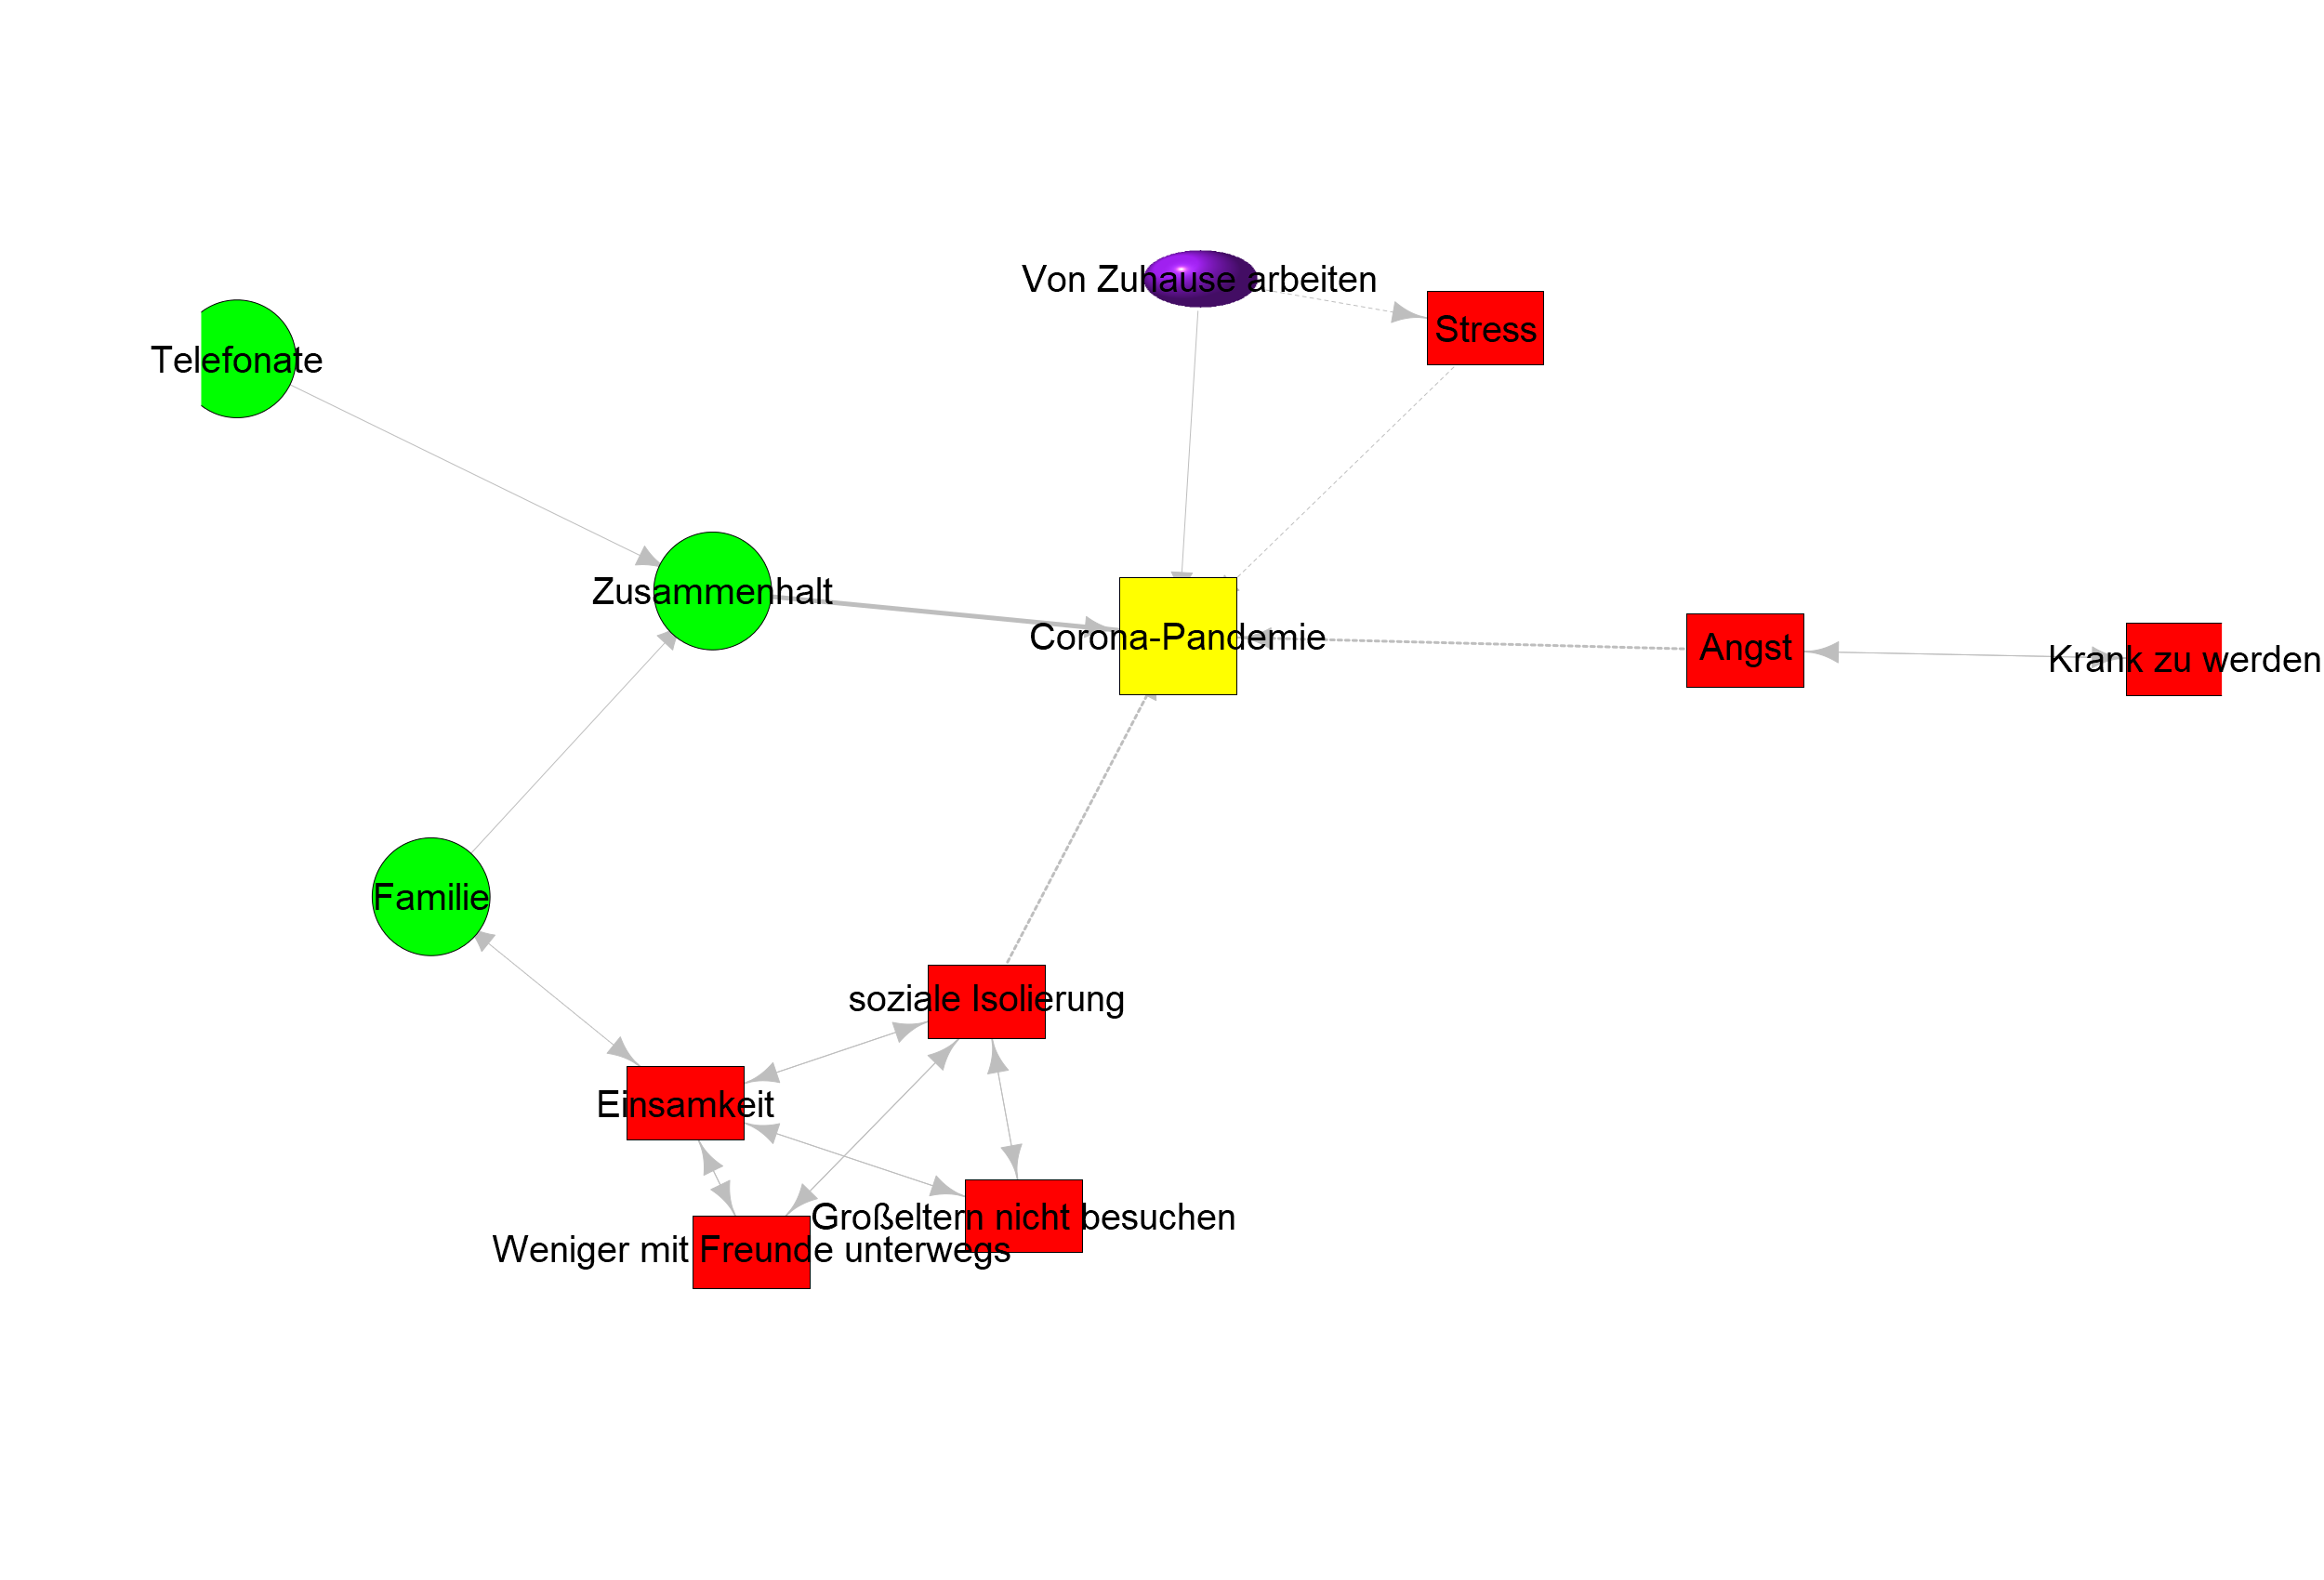 Von Zuhause arbeiten
Stress
Telefonate
Zusammenhalt
Corona-Pandemie
Angst
Krank zu werden
Familie
soziale Isolierung
Einsamkeit
Großeltern nicht besuchen
Weniger mit Freunde unterwegs